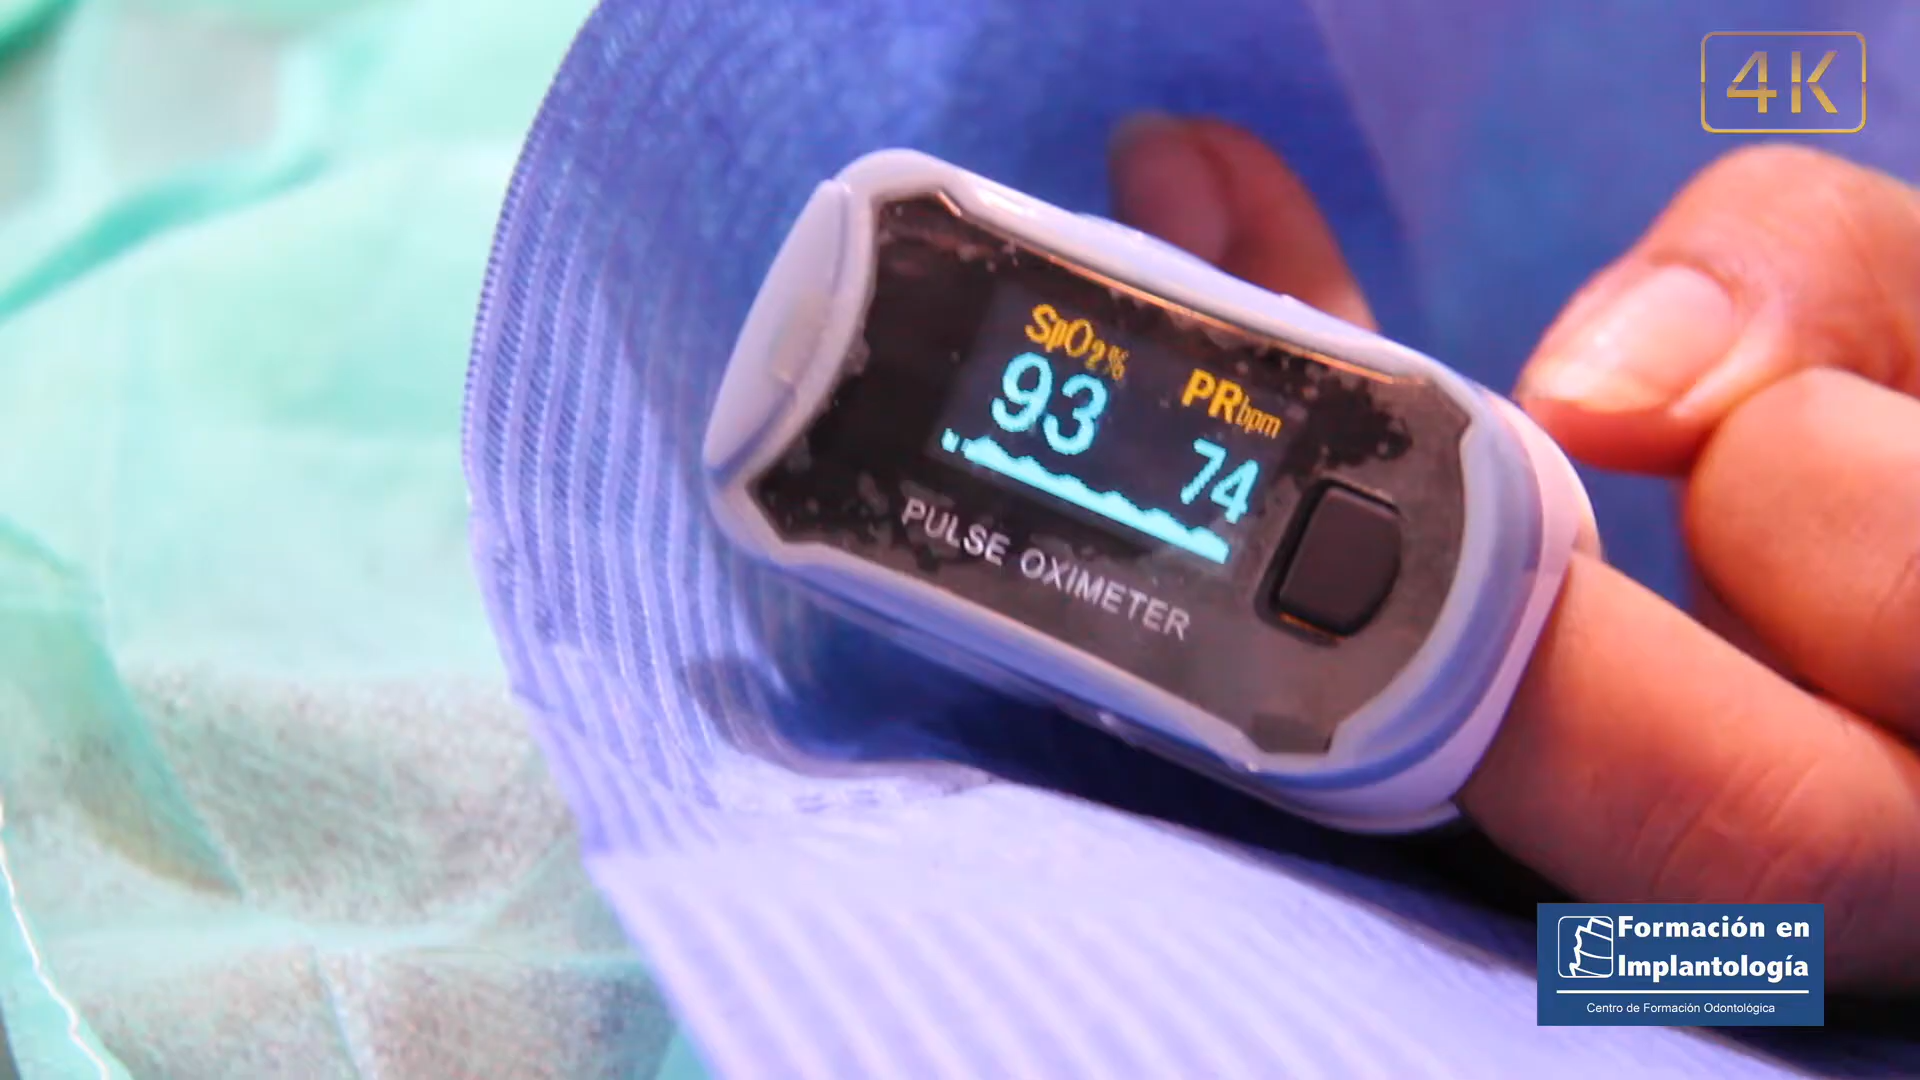 4K
SpO2%
PRbpm
93
74
PULSE OXIMETER
Formación en
Implantología
Centro de Formación Odontológica